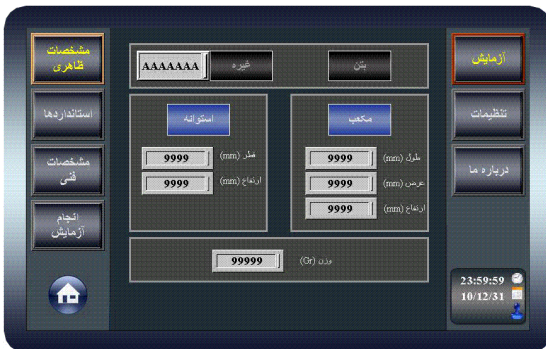 مشخصات
ظاهری
استانداردها
مشخصات
فنی
انجام
آزمایش
AAAAAAA
غیره
بتن
استوانه
قطر (mm)
9999
ارتفاع (mm)
9999
مکعب
طول (mm)
9999
عرض (mm)
9999
ارتفاع (mm)
9999
وزن (Gr)
99999
آزمایش
تنظیمات
درباره ما
23:59:59
10/12/31